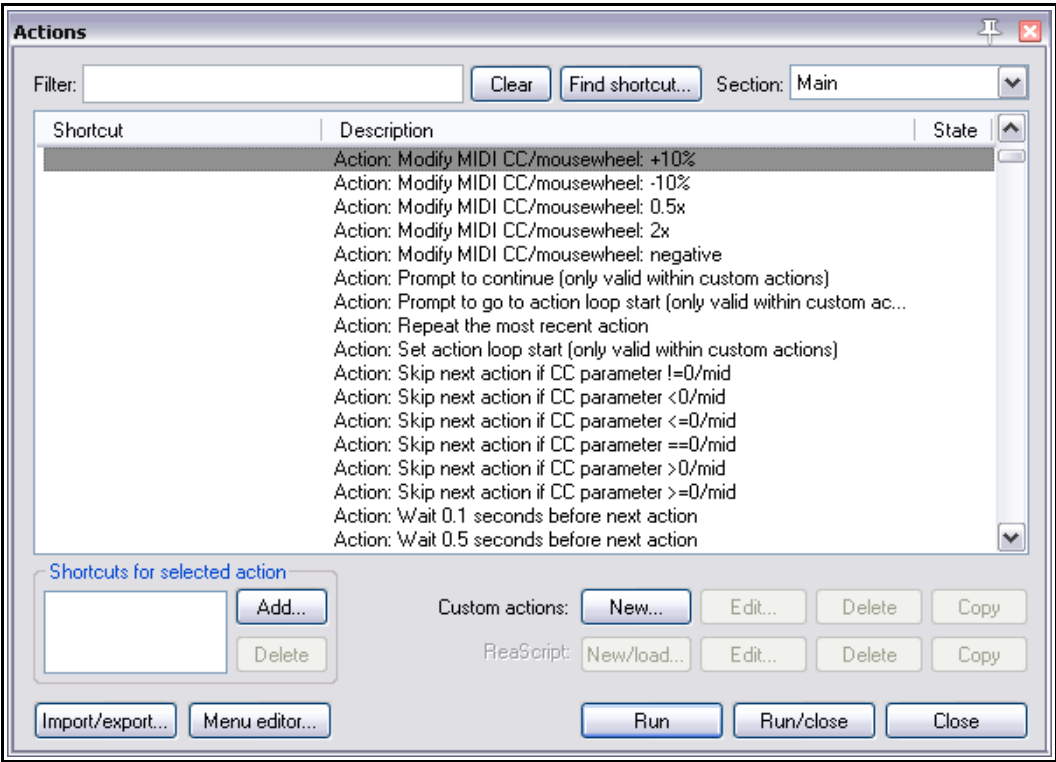 Actions
Filter: Clear Find shortcut... Section: Main
Shortcut Description State
Action: Modify MIDI CC/mousewheel: +10%
Action: Modify MIDI CC/mousewheel: -10%
Action: Modify MIDI CC/mousewheel: 0.5x
Action: Modify MIDI CC/mousewheel: 2x
Action: Modify MIDI CC/mousewheel: negative
Action: Prompt to continue (only valid within custom actions)
Action: Prompt to go to action loop start (only valid within custom ac...
Action: Repeat the most recent action
Action: Set action loop start (only valid within custom actions)
Action: Skip next action if CC parameter !=0/mid
Action: Skip next action if CC parameter <0/mid
Action: Skip next action if CC parameter <=0/mid
Action: Skip next action if CC parameter ==0/mid
Action: Skip next action if CC parameter >0/mid
Action: Skip next action if CC parameter >=0/mid
Action: Wait 0.1 seconds before next action
Action: Wait 0.5 seconds before next action
Shortcuts for selected action
Add... Custom actions: New... Edit... Delete Copy
Delete ReaScript: New/load... Edit... Delete Copy
Import/export... Menu editor... Run Run/close Close